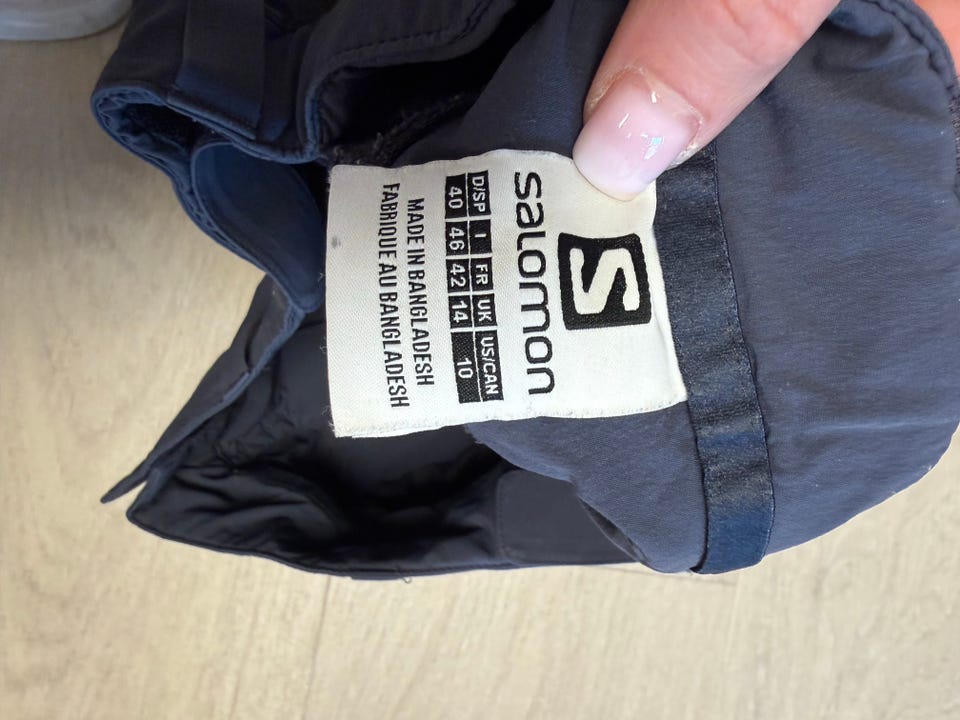 S
salomon
D/SP I FR UK US/CAN
40 46 42 14 10
MADE IN BANGLADESH
FABRIQUE AU BANGLADESH